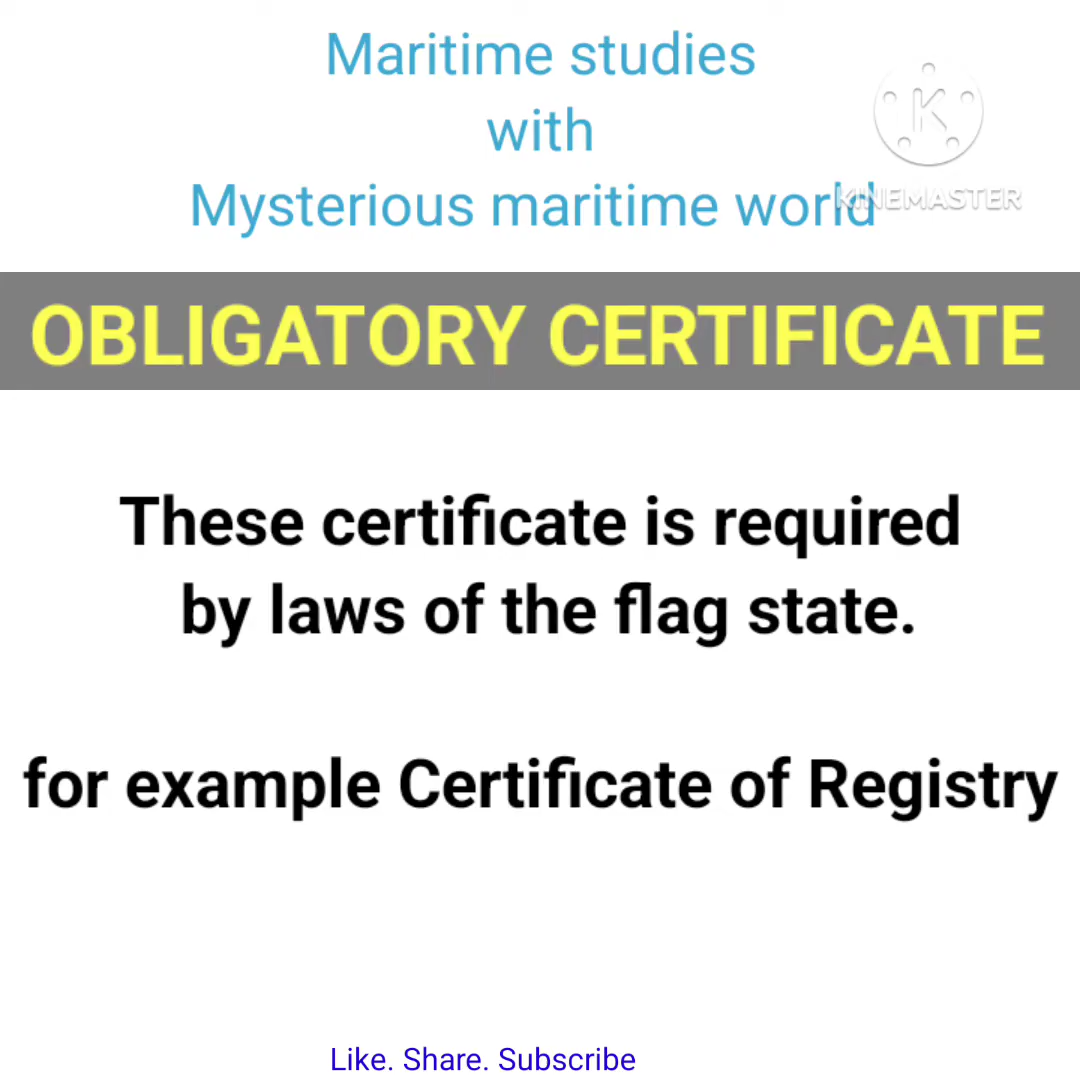 Maritime studies
with
Mysterious maritime world
K
KINEMASTER
OBLIGATORY CERTIFICATE
These certificate is required
by laws of the flag state.
for example Certificate of Registry
Like. Share. Subscribe